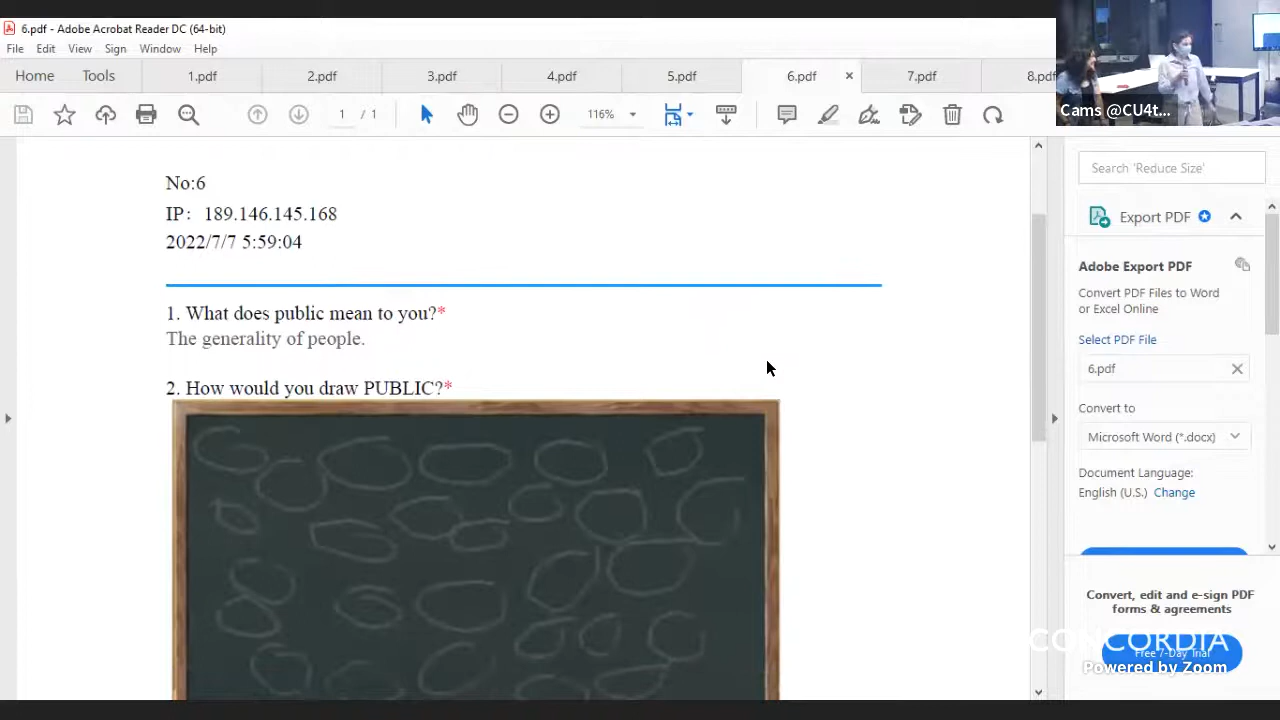 6.pdf - Adobe Acrobat Reader DC (64-bit)
File Edit View Sign Window Help
Home Tools 1.pdf 2.pdf 3.pdf 4.pdf 5.pdf 6.pdf 7.pdf 8.pdf
1 / 1 116%
Cams @CU4t...
No:6
IP: 189.146.145.168
2022/7/7 5:59:04
1. What does public mean to you?*
The generality of people.
2. How would you draw PUBLIC?*
Search 'Reduce Size'
Export PDF
Adobe Export PDF
Convert PDF Files to Word
or Excel Online
Select PDF File
6.pdf
Convert to
Microsoft Word (*.docx)
Document Language:
English (U.S.) Change
Convert, edit and e-sign PDF
forms & agreements
CONCORDIA
Free 7-Day Trial
Powered by Zoom